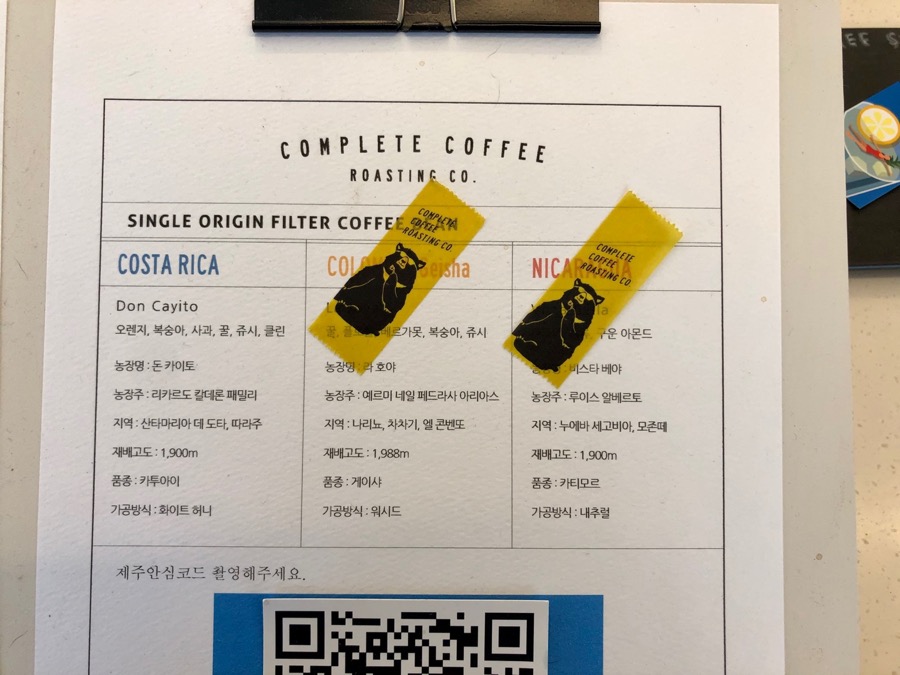 COMPLETE COFFEE
ROASTING CO.
SINGLE ORIGIN FILTER COFFEE BEAN
COSTA RICA
Don Cayito
오렌지, 복숭아, 사과, 꿀, 쥬시, 클린
농장명 : 돈 카이토
농장주 : 리카르도 칼데론 패밀리
지역 : 산타마리아 데 도타, 따라주
재배고도 : 1,900m
품종 : 카투아이
가공방식 : 화이트 허니
Geisha
꿀, 베르가못, 복숭아, 쥬시
농장명 : 라 호야
농장주 : 예르미 네일 페드라사 아리아스
지역 : 나리뇨, 차차기, 엘 콘벤또
재배고도 : 1,988m
품종 : 게이샤
가공방식 : 워시드
NICARAGUA
구운 아몬드
비스타 베야
농장주 : 루이스 알베르토
지역 : 누에바 세고비아, 모존떼
재배고도 : 1,900m
품종 : 카티모르
가공방식 : 내추럴
COMPLETE
COFFEE
ROASTING CO.
COMPLETE
COFFEE
ROASTING CO.
제주안심코드 촬영해주세요.